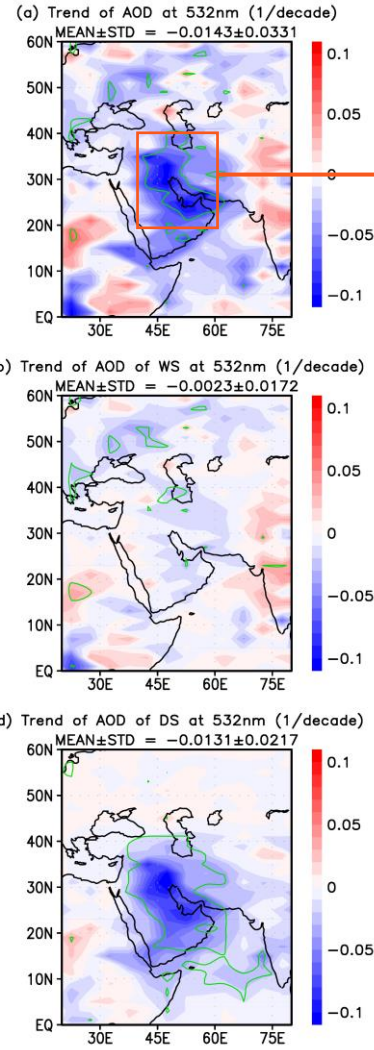 (a) Trend of AOD at 532nm (1/decade)
MEAN±STD = −0.0143±0.0331
60N
50N
40N
30N
20N
10N
EQ
30E 45E 60E 75E
0.1
0.05
0
−0.05
−0.1
) Trend of AOD of WS at 532nm (1/decade)
MEAN±STD = −0.0023±0.0172
60N
50N
40N
30N
20N
10N
EQ
30E 45E 60E 75E
0.1
0.05
0
−0.05
−0.1
d) Trend of AOD of DS at 532nm (1/decade)
MEAN±STD = −0.0131±0.0217
60N
50N
40N
30N
20N
10N
EQ
30E 45E 60E 75E
0.1
0.05
0
−0.05
−0.1